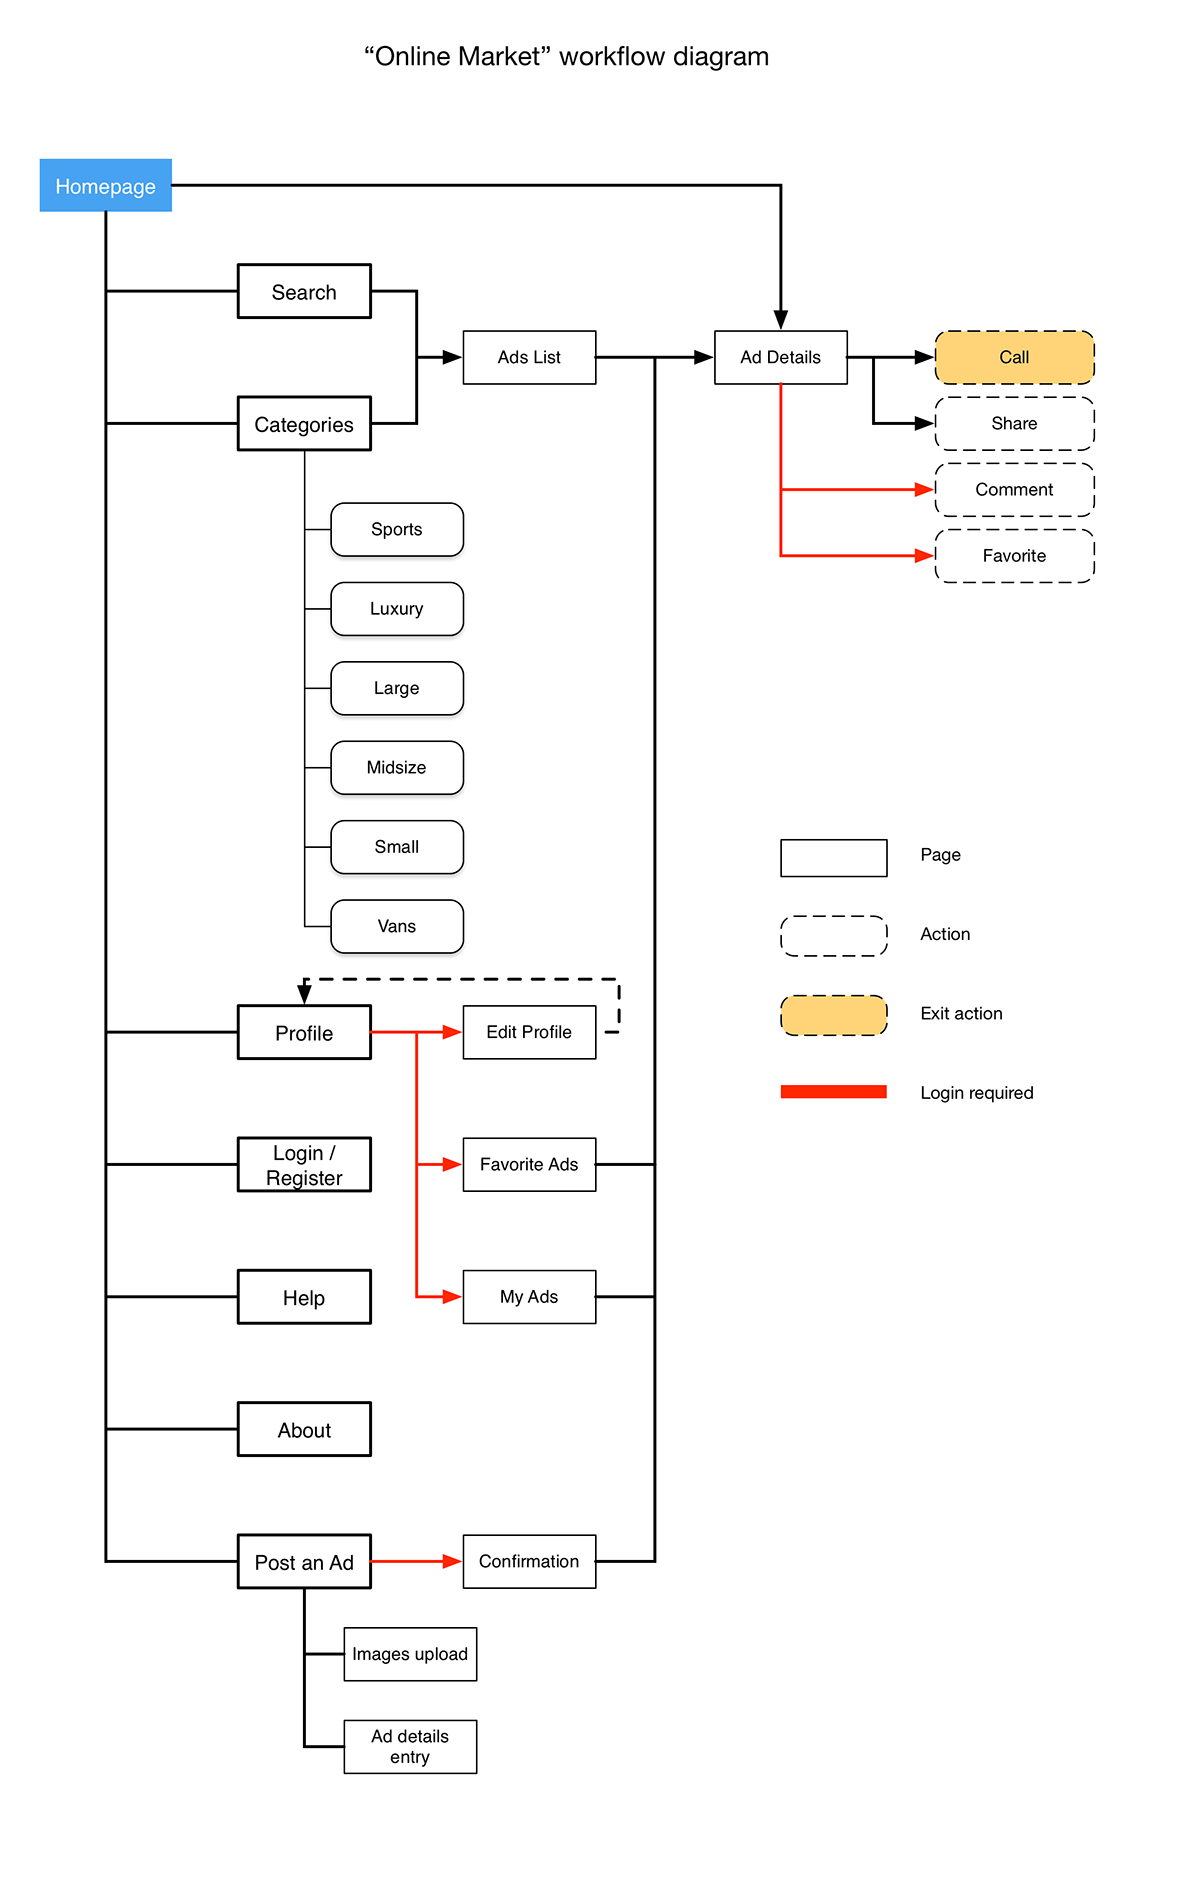 “Online Market” workflow diagram
Homepage
Search
Ads List
Ad Details
Call
Categories
Share
Comment
Favorite
Sports
Luxury
Large
Midsize
Small
Vans
Page
Action
Exit action
Login required
Profile
Edit Profile
Login /
Register
Favorite Ads
Help
My Ads
About
Post an Ad
Confirmation
Images upload
Ad details
entry